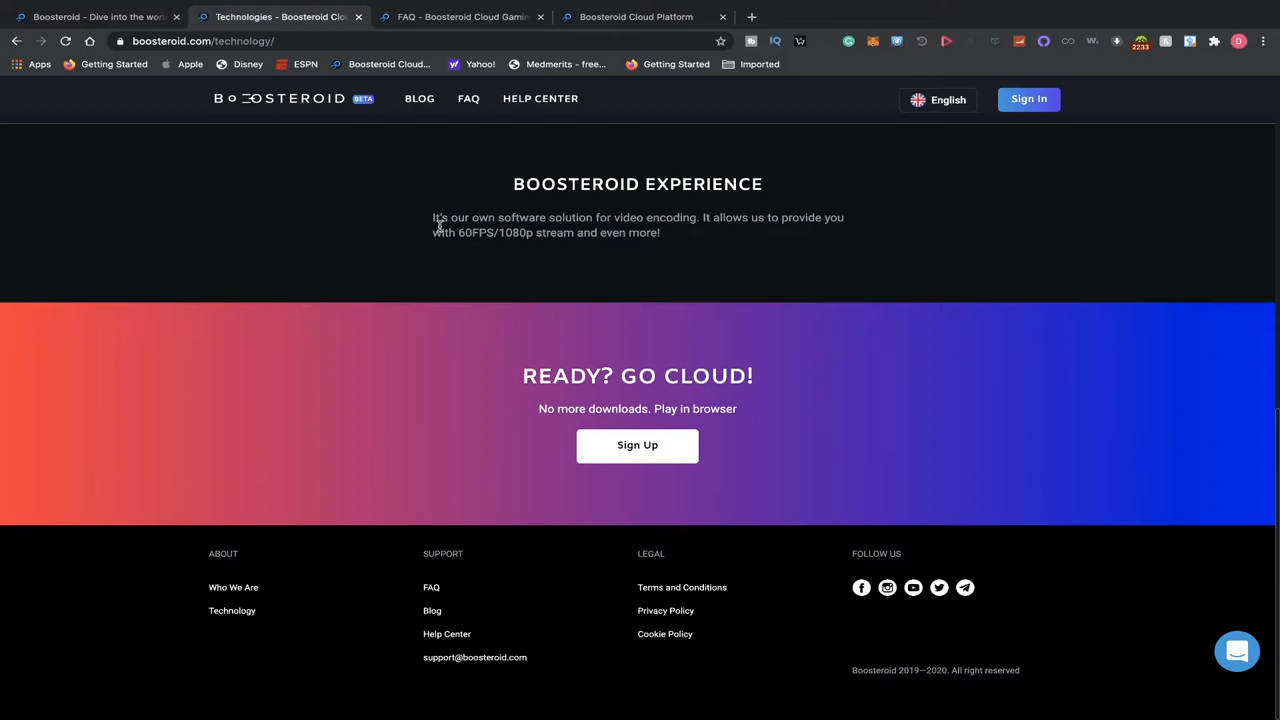 Boosteroid - Dive into the worl
Technologies - Boosteroid Clou
FAQ - Boosteroid Cloud Gamin
Boosteroid Cloud Platform
boosteroid.com/technology/
2233
D
Apps
Getting Started
Apple
Disney
ESPN
Boosteroid Cloud...
Yahoo!
Medmerits - free...
Getting Started
Imported
BOOSTEROID BETA
BLOG
FAQ
HELP CENTER
English
Sign In
BOOSTEROID EXPERIENCE
It's our own software solution for video encoding. It allows us to provide you
with 60FPS/1080p stream and even more!
READY? GO CLOUD!
No more downloads. Play in browser
Sign Up
ABOUT
Who We Are
Technology
SUPPORT
FAQ
Blog
Help Center
support@boosteroid.com
LEGAL
Terms and Conditions
Privacy Policy
Cookie Policy
FOLLOW US
Boosteroid 2019—2020. All right reserved